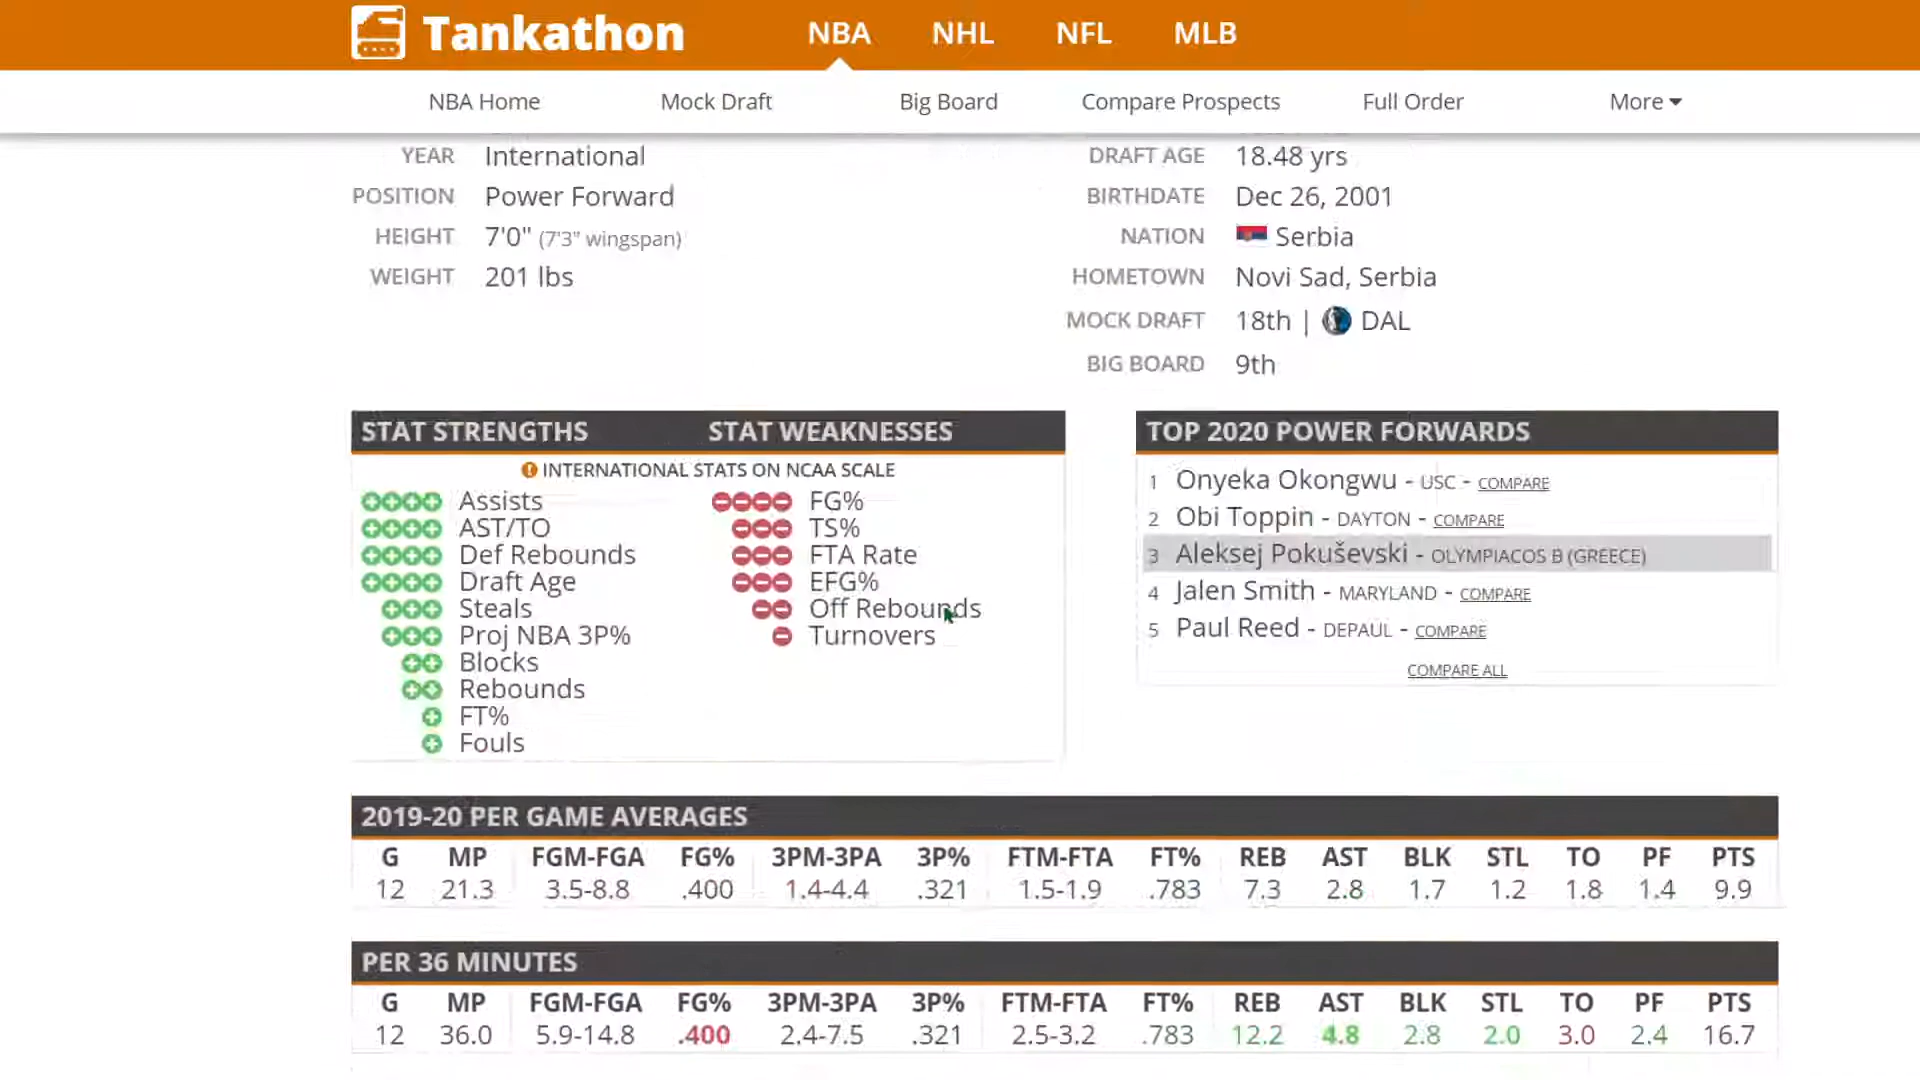 Tankathon NBA NHL NFL MLB
NBA Home Mock Draft Big Board Compare Prospects Full Order More
YEAR International DRAFT AGE 18.48 yrs
POSITION Power Forward BIRTHDATE Dec 26, 2001
HEIGHT 7'0" (7'3" wingspan) NATION Serbia
WEIGHT 201 lbs HOMETOWN Novi Sad, Serbia
MOCK DRAFT 18th | DAL
BIG BOARD 9th
STAT STRENGTHS STAT WEAKNESSES
INTERNATIONAL STATS ON NCAA SCALE
Assists FG%
AST/TO TS%
Def Rebounds FTA Rate
Draft Age EFG%
Steals Off Rebounds
Proj NBA 3P% Turnovers
Blocks
Rebounds
FT%
Fouls
TOP 2020 POWER FORWARDS
1 Onyeka Okongwu - USC - COMPARE
2 Obi Toppin - DAYTON - COMPARE
3 Aleksej Pokuševski - OLYMPIACOS B (GREECE)
4 Jalen Smith - MARYLAND - COMPARE
5 Paul Reed - DEPAUL - COMPARE
COMPARE ALL
2019-20 PER GAME AVERAGES
G MP FGM-FGA FG% 3PM-3PA 3P% FTM-FTA FT% REB AST BLK STL TO PF PTS
12 21.3 3.5-8.8 .400 1.4-4.4 .321 1.5-1.9 .783 7.3 2.8 1.7 1.2 1.8 1.4 9.9
PER 36 MINUTES
G MP FGM-FGA FG% 3PM-3PA 3P% FTM-FTA FT% REB AST BLK STL TO PF PTS
12 36.0 5.9-14.8 .400 2.4-7.5 .321 2.5-3.2 .783 12.2 4.8 2.8 2.0 3.0 2.4 16.7